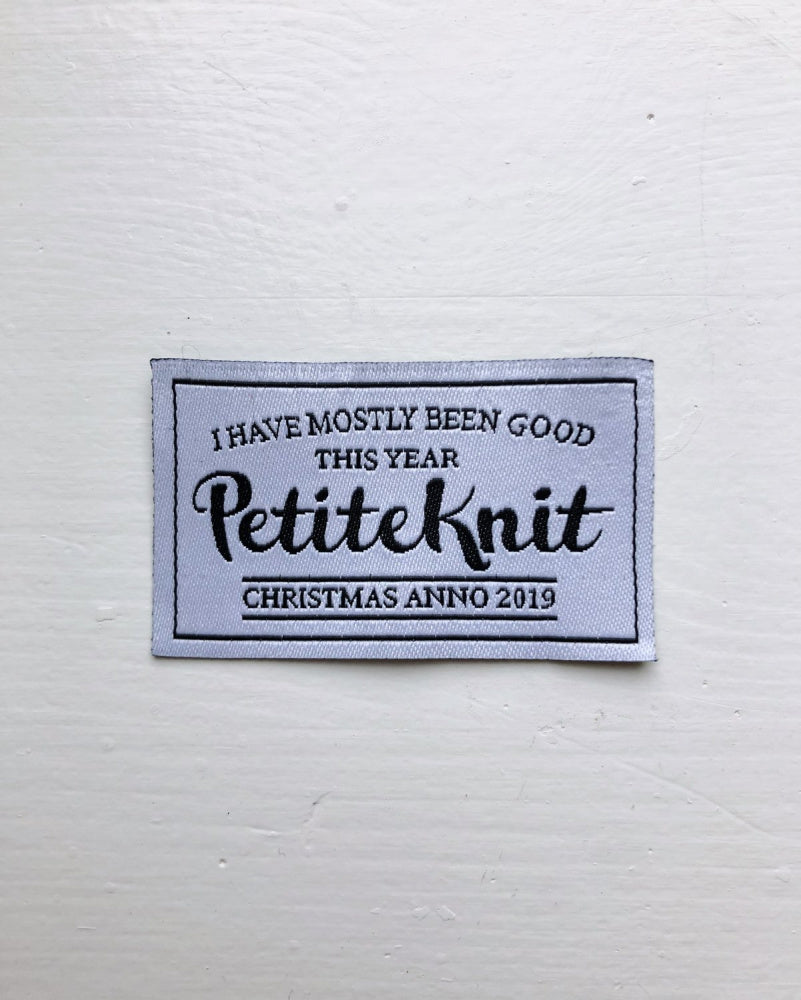 I HAVE MOSTLY BEEN GOOD
THIS YEAR
PetiteKnit
CHRISTMAS ANNO 2019